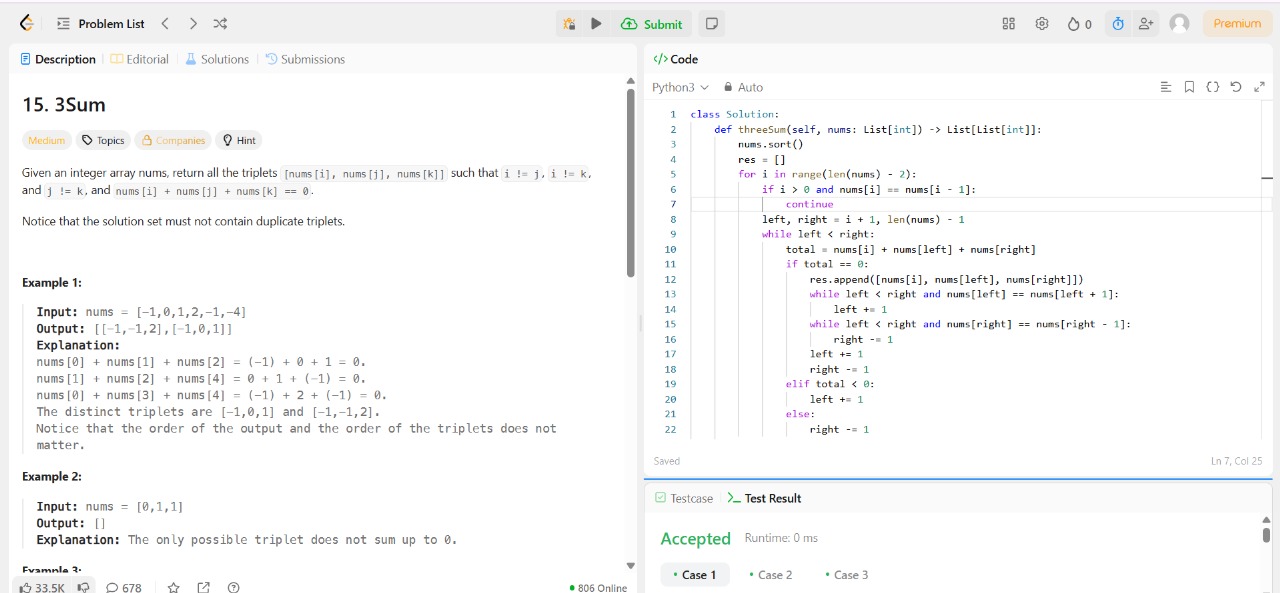 Problem List
Submit
0
Premium
Description
Editorial
Solutions
Submissions
15. 3Sum
Medium
Topics
Companies
Hint
Given an integer array nums, return all the triplets [nums[i], nums[j], nums[k]] such that i != j, i != k,
and j != k, and nums[i] + nums[j] + nums[k] == 0.
Notice that the solution set must not contain duplicate triplets.
Example 1:
Input: nums = [-1,0,1,2,-1,-4]
Output: [[-1,-1,2],[-1,0,1]]
Explanation:
nums[0] + nums[1] + nums[2] = (-1) + 0 + 1 = 0.
nums[1] + nums[2] + nums[4] = 0 + 1 + (-1) = 0.
nums[0] + nums[3] + nums[4] = (-1) + 2 + (-1) = 0.
The distinct triplets are [-1,0,1] and [-1,-1,2].
Notice that the order of the output and the order of the triplets does not
matter.
Example 2:
Input: nums = [0,1,1]
Output: []
Explanation: The only possible triplet does not sum up to 0.
Example 3:
33.5K
678
806 Online
</> Code
Python3
Auto
1 class Solution:
2     def threeSum(self, nums: List[int]) -> List[List[int]]:
3         nums.sort()
4         res = []
5         for i in range(len(nums) - 2):
6             if i > 0 and nums[i] == nums[i - 1]:
7                 continue
8             left, right = i + 1, len(nums) - 1
9             while left < right:
10                 total = nums[i] + nums[left] + nums[right]
11                 if total == 0:
12                     res.append([nums[i], nums[left], nums[right]])
13                     while left < right and nums[left] == nums[left + 1]:
14                         left += 1
15                     while left < right and nums[right] == nums[right - 1]:
16                         right -= 1
17                     left += 1
18                     right -= 1
19                 elif total < 0:
20                     left += 1
21                 else:
22                     right -= 1
Saved
Ln 7, Col 25
Testcase
Test Result
Accepted
Runtime: 0 ms
Case 1
Case 2
Case 3